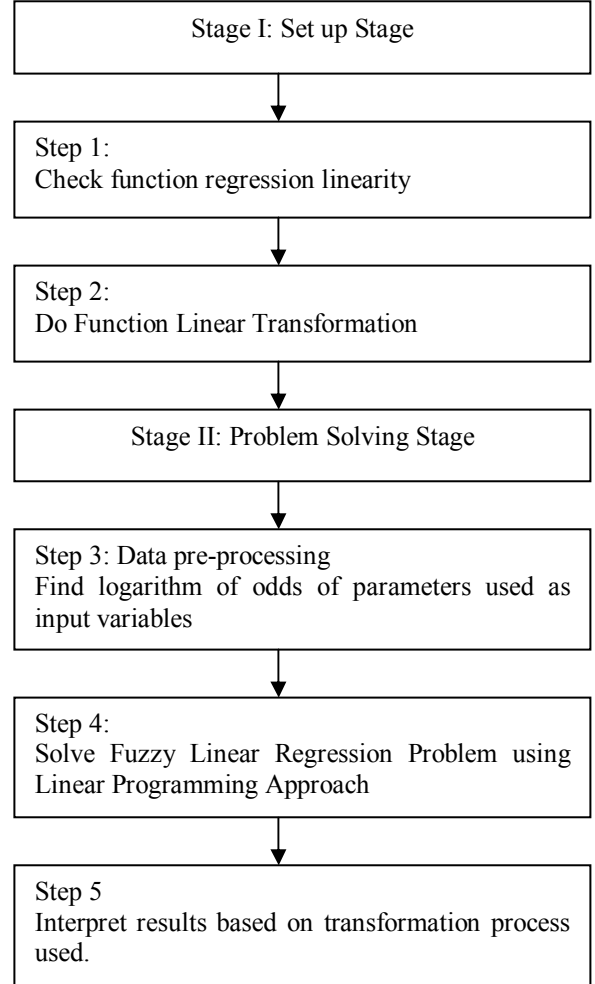 Stage I: Set up Stage
Step 1:
Check function regression linearity
Step 2:
Do Function Linear Transformation
Stage II: Problem Solving Stage
Step 3: Data pre-processing
Find logarithm of odds of parameters used as
input variables
Step 4:
Solve Fuzzy Linear Regression Problem using
Linear Programming Approach
Step 5
Interpret results based on transformation process
used.